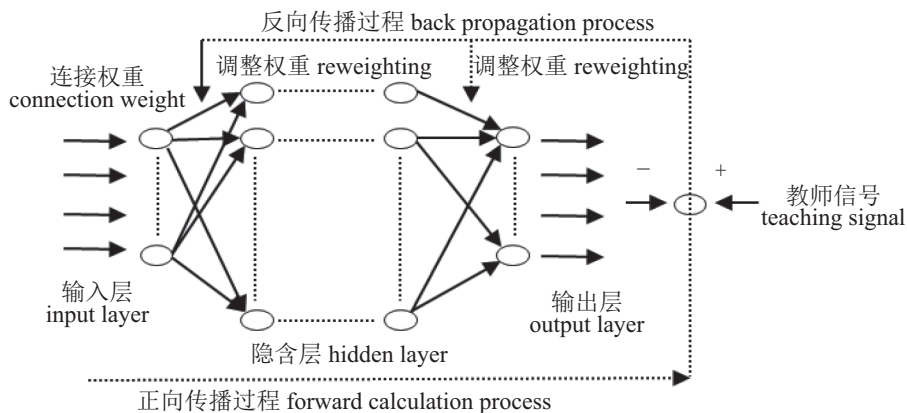 反向传播过程 back propagation process
连接权重
connection weight
调整权重 reweighting
调整权重 reweighting
− +
教师信号
teaching signal
输入层
input layer
输出层
output layer
隐含层 hidden layer
正向传播过程 forward calculation process